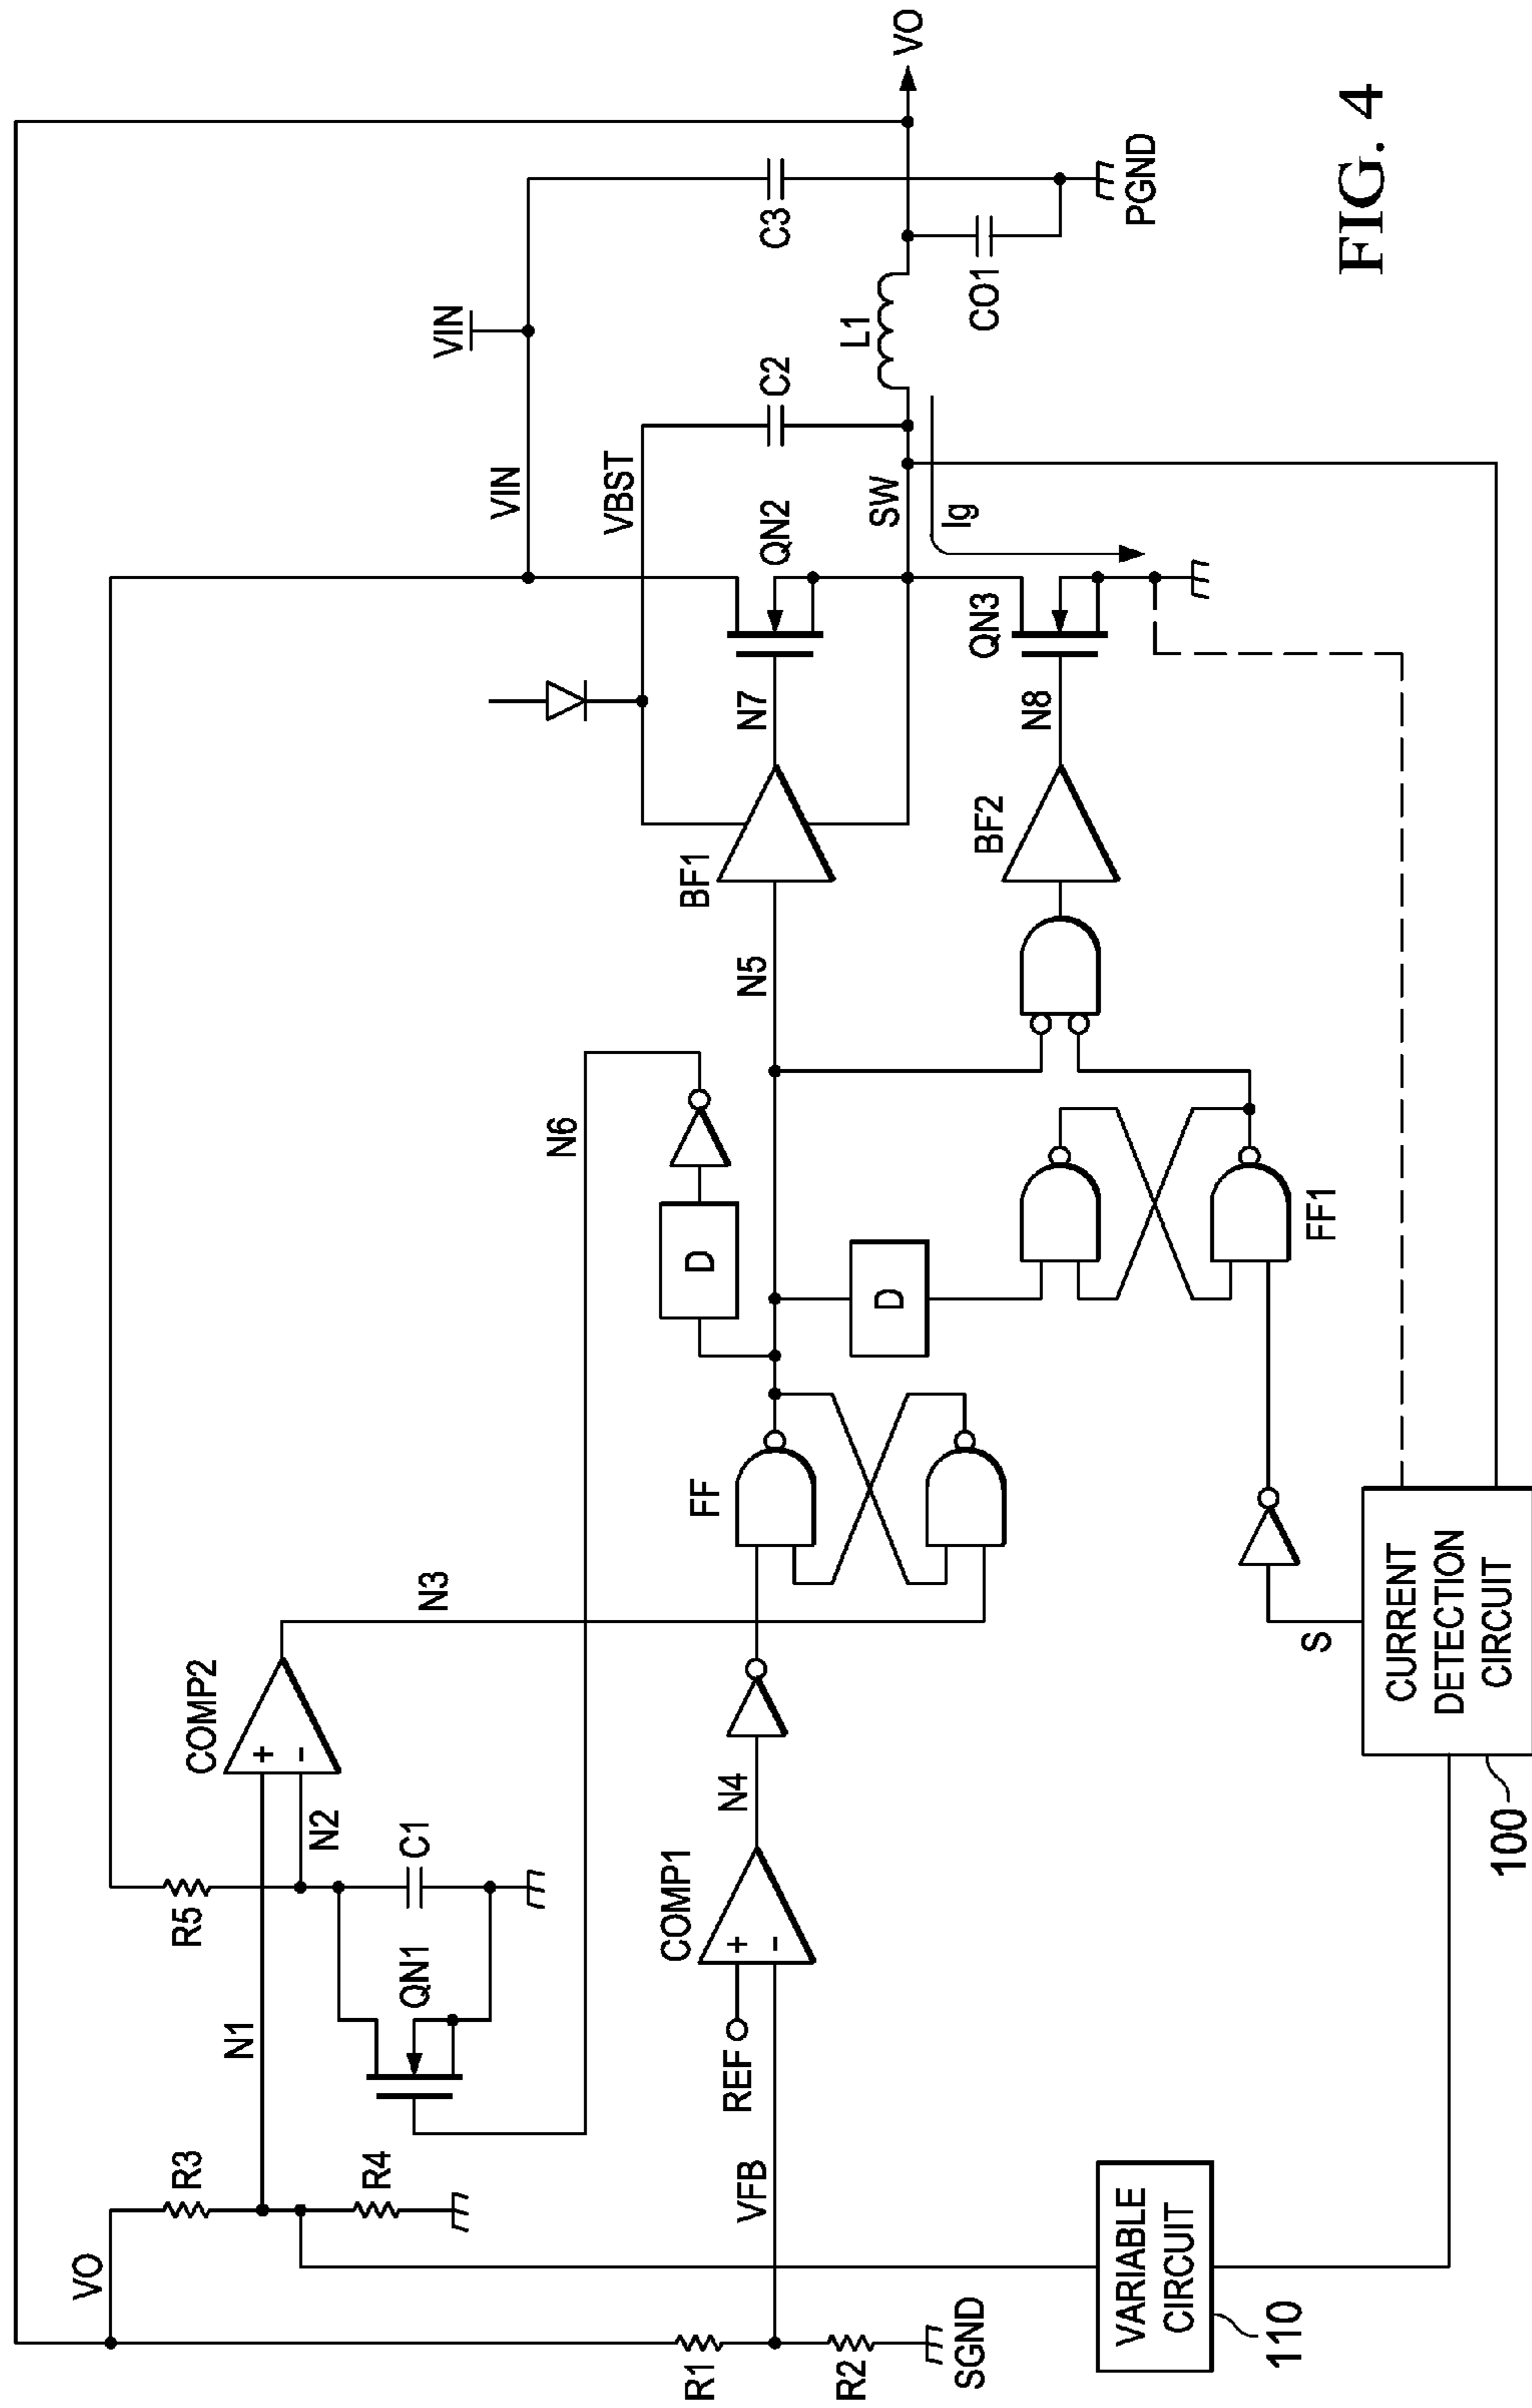 VO
R3
R4
R1
R2
SGND
VFB
VARIABLE
CIRCUIT
110
N1
QN1
R5
N2
C1
COMP2
+
-
REF
COMP1
+
-
N4
N3
100
CURRENT
DETECTION
CIRCUIT
S
FF
D
N6
D
FF1
N5
BF1
BF2
N7
N8
QN2
QN3
VIN
VIN
VBST
SW
Ig
C2
L1
C3
CO1
PGND
VO
FIG. 4